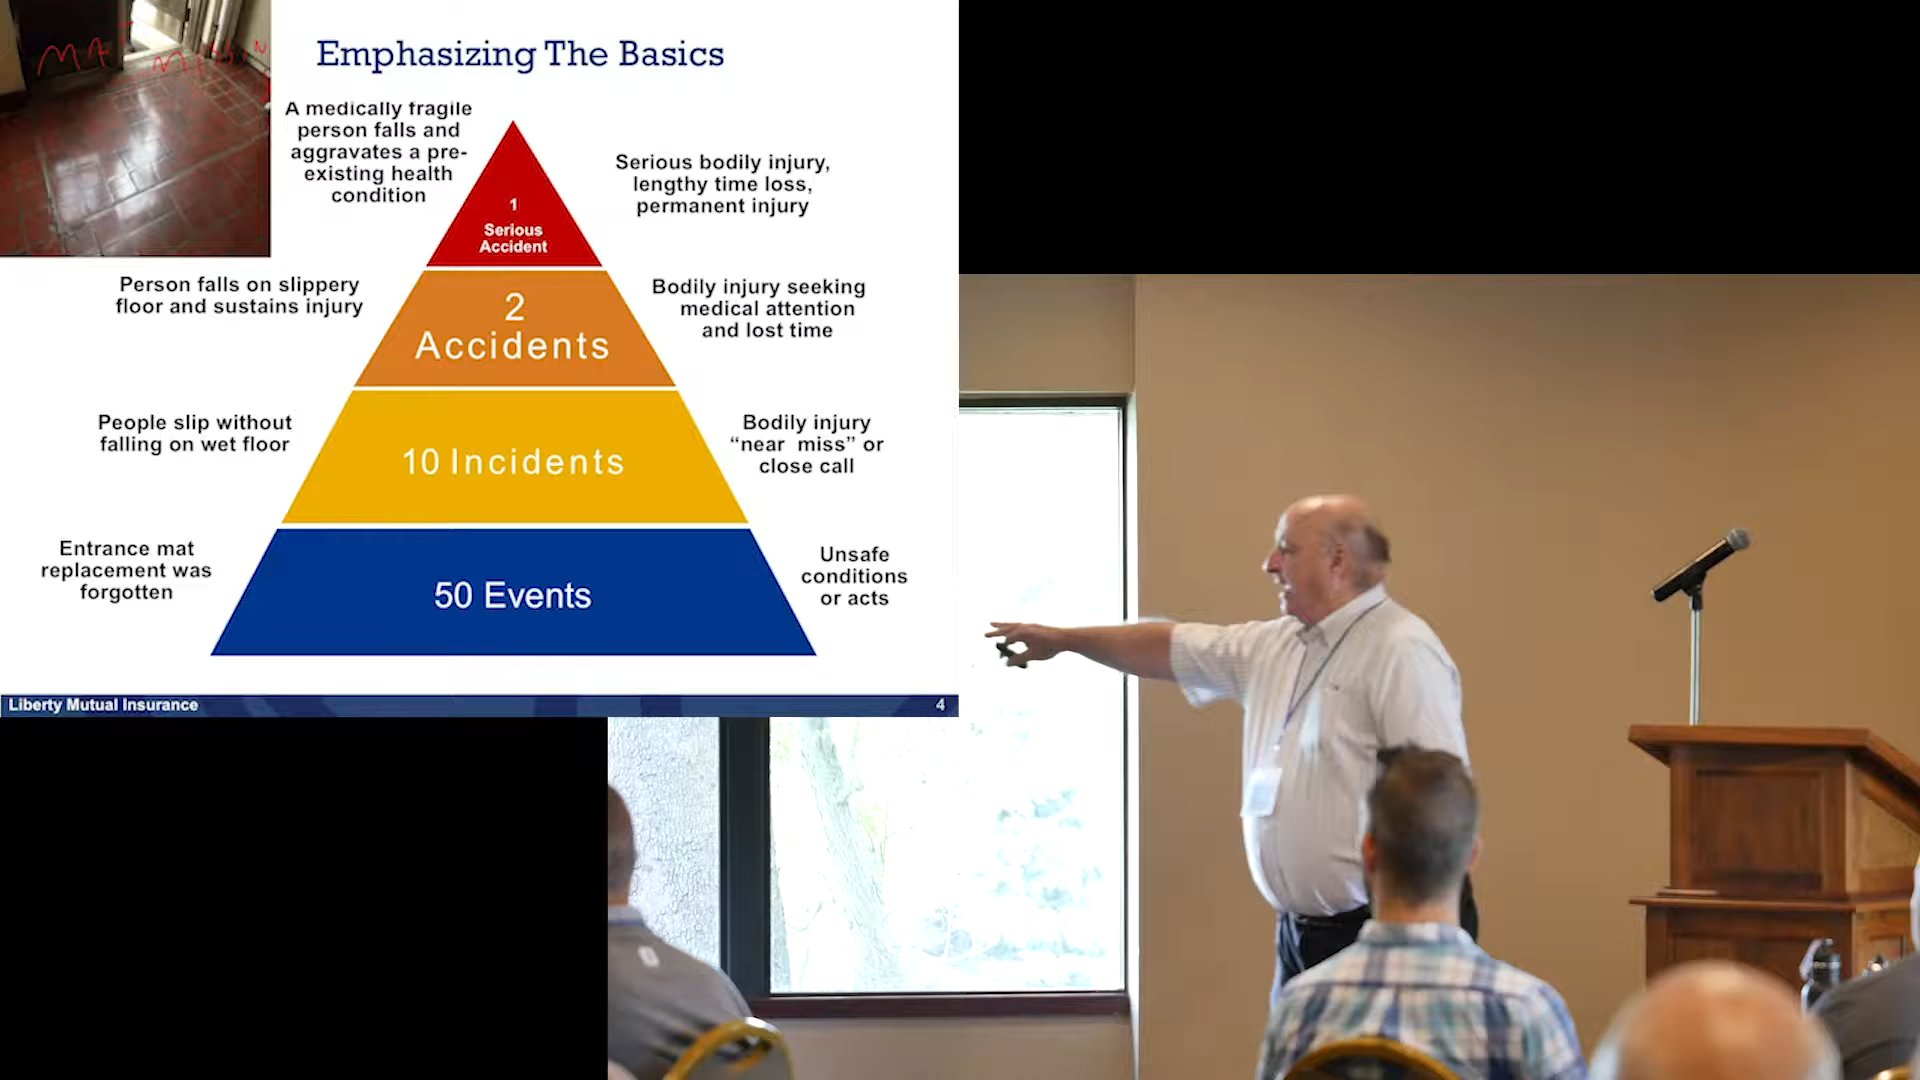 Emphasizing The Basics
A medically fragile
person falls and
aggravates a pre-
existing health
condition
1
Serious
Accident
Serious bodily injury,
lengthy time loss,
permanent injury
Person falls on slippery
floor and sustains injury
2
Accidents
Bodily injury seeking
medical attention
and lost time
People slip without
falling on wet floor
10 Incidents
Bodily injury
“near miss” or
close call
Entrance mat
replacement was
forgotten
50 Events
Unsafe
conditions
or acts
Liberty Mutual Insurance
4